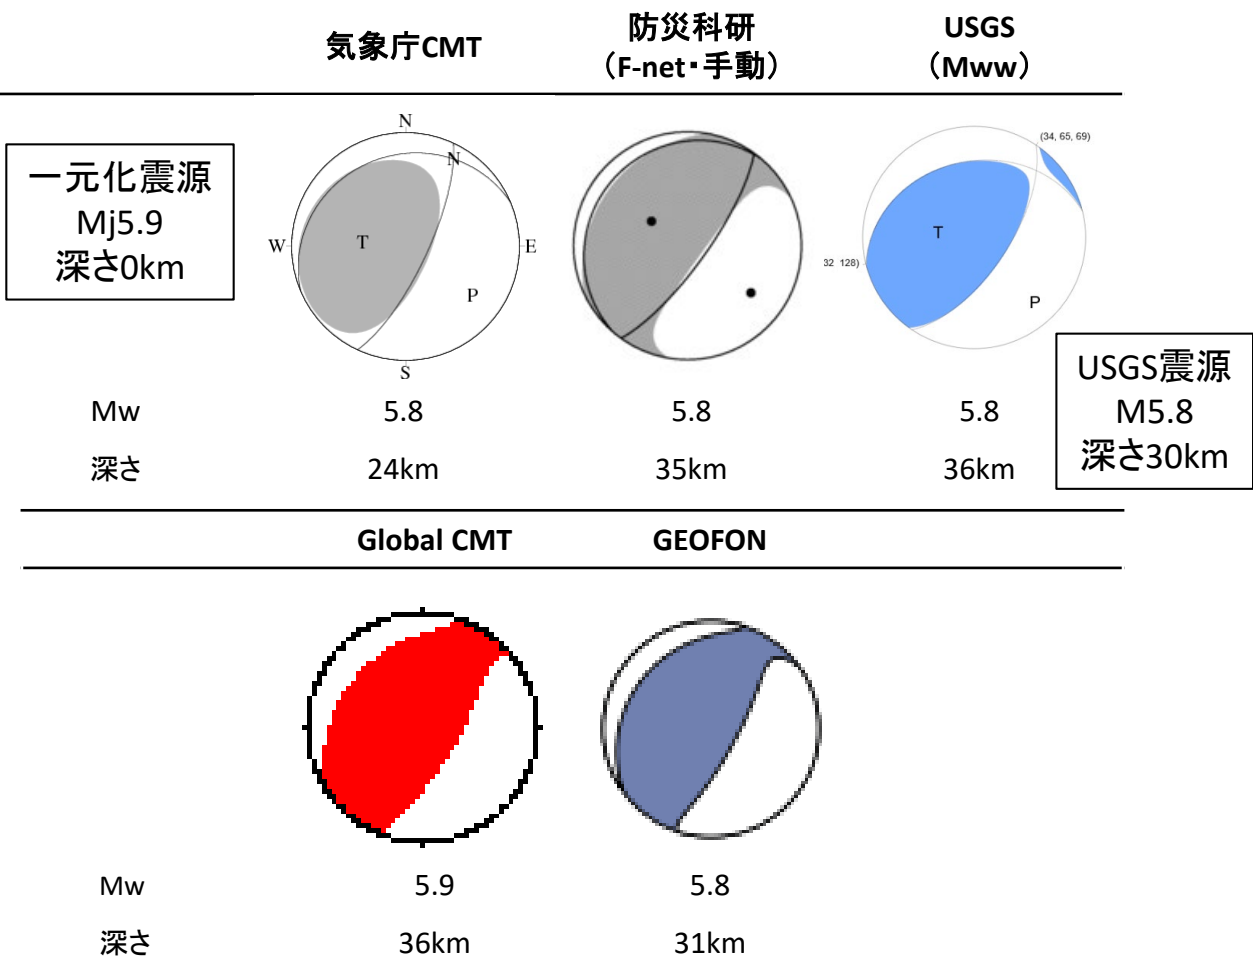 気象庁CMT
防災科研
（F-net・手動）
USGS
（Mww）
一元化震源
Mj5.9
深さ0km
N
N
W
T
E
P
S
(34, 65, 69)
T
32 128)
P
USGS震源
M5.8
深さ30km
Mw 5.8 5.8 5.8
深さ 24km 35km 36km
Global CMT GEOFON
Mw 5.9 5.8
深さ 36km 31km